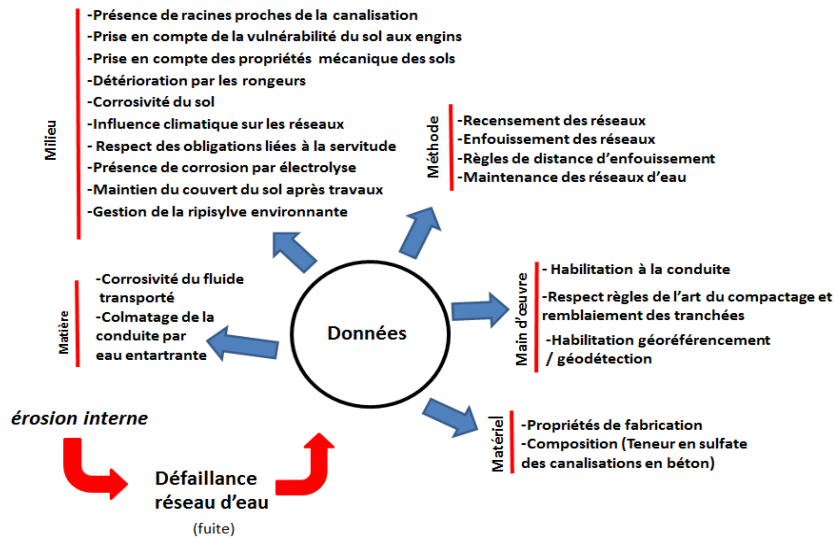 Milieu
-Présence de racines proches de la canalisation
-Prise en compte de la vulnérabilité du sol aux engins
-Prise en compte des propriétés mécanique des sols
-Détérioration par les rongeurs
-Corrosivité du sol
-Influence climatique sur les réseaux
- Respect des obligations liées à la servitude
-Présence de corrosion par électrolyse
-Maintien du couvert du sol après travaux
-Gestion de la ripisylve environnante
Méthode
-Recensement des réseaux
-Enfouissement des réseaux
-Règles de distance d'enfouissement
-Maintenance des réseaux d'eau
Matière
-Corrosivité du fluide
transporté
-Colmatage de la
conduite par
eau entartrante
Données
Main d'œuvre
- Habilitation à la conduite
-Respect règles de l'art du compactage et
remblaiement des tranchées
-Habilitation géoréférencement
/ géodétection
Matériel
-Propriétés de fabrication
-Composition (Teneur en sulfate
des canalisations en béton)
érosion interne
Défaillance
réseau d'eau
(fuite)